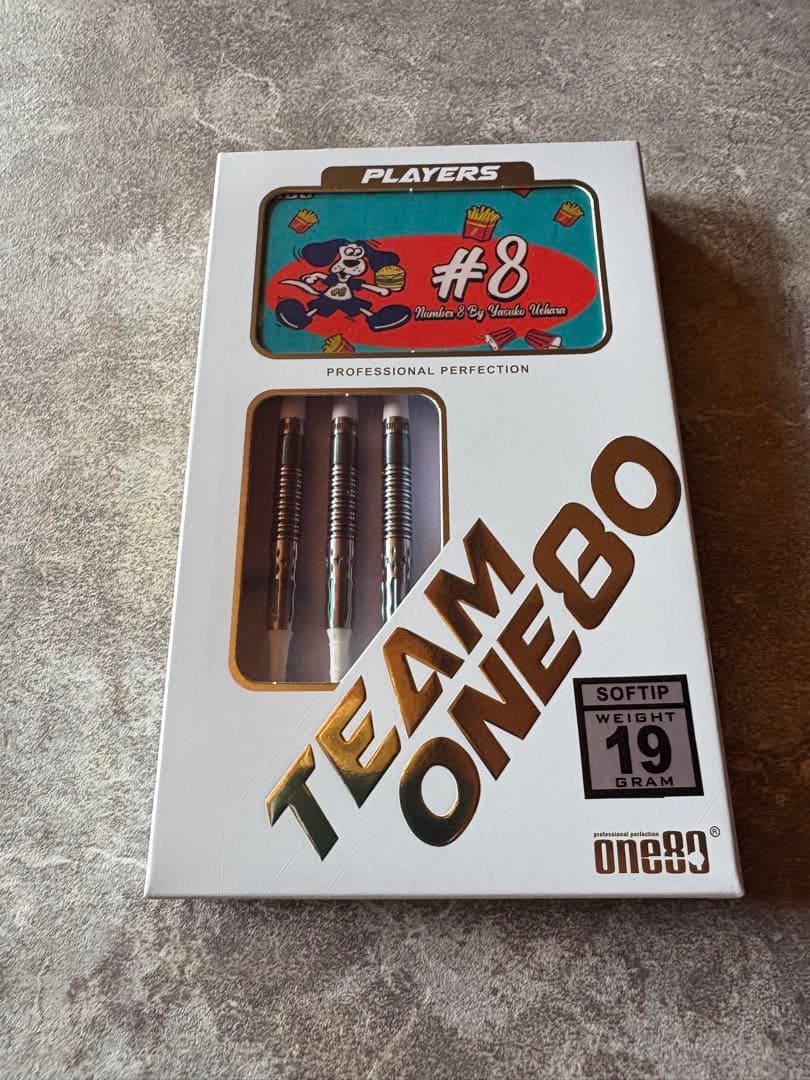 PLAYERS
#8
Number 8 By Yasuko Uehara
PROFESSIONAL PERFECTION
TEAM
ONE80
SOFTIP
WEIGHT
19
GRAM
professional perfection
one80®